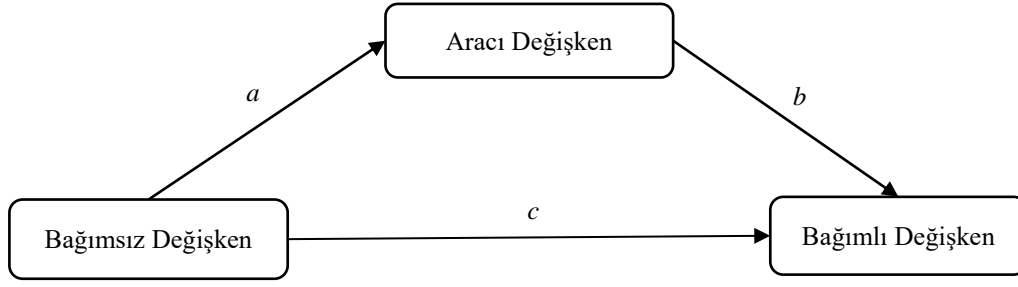 Aracı Değişken
a
b
c
Bağımsız Değişken
Bağımlı Değişken